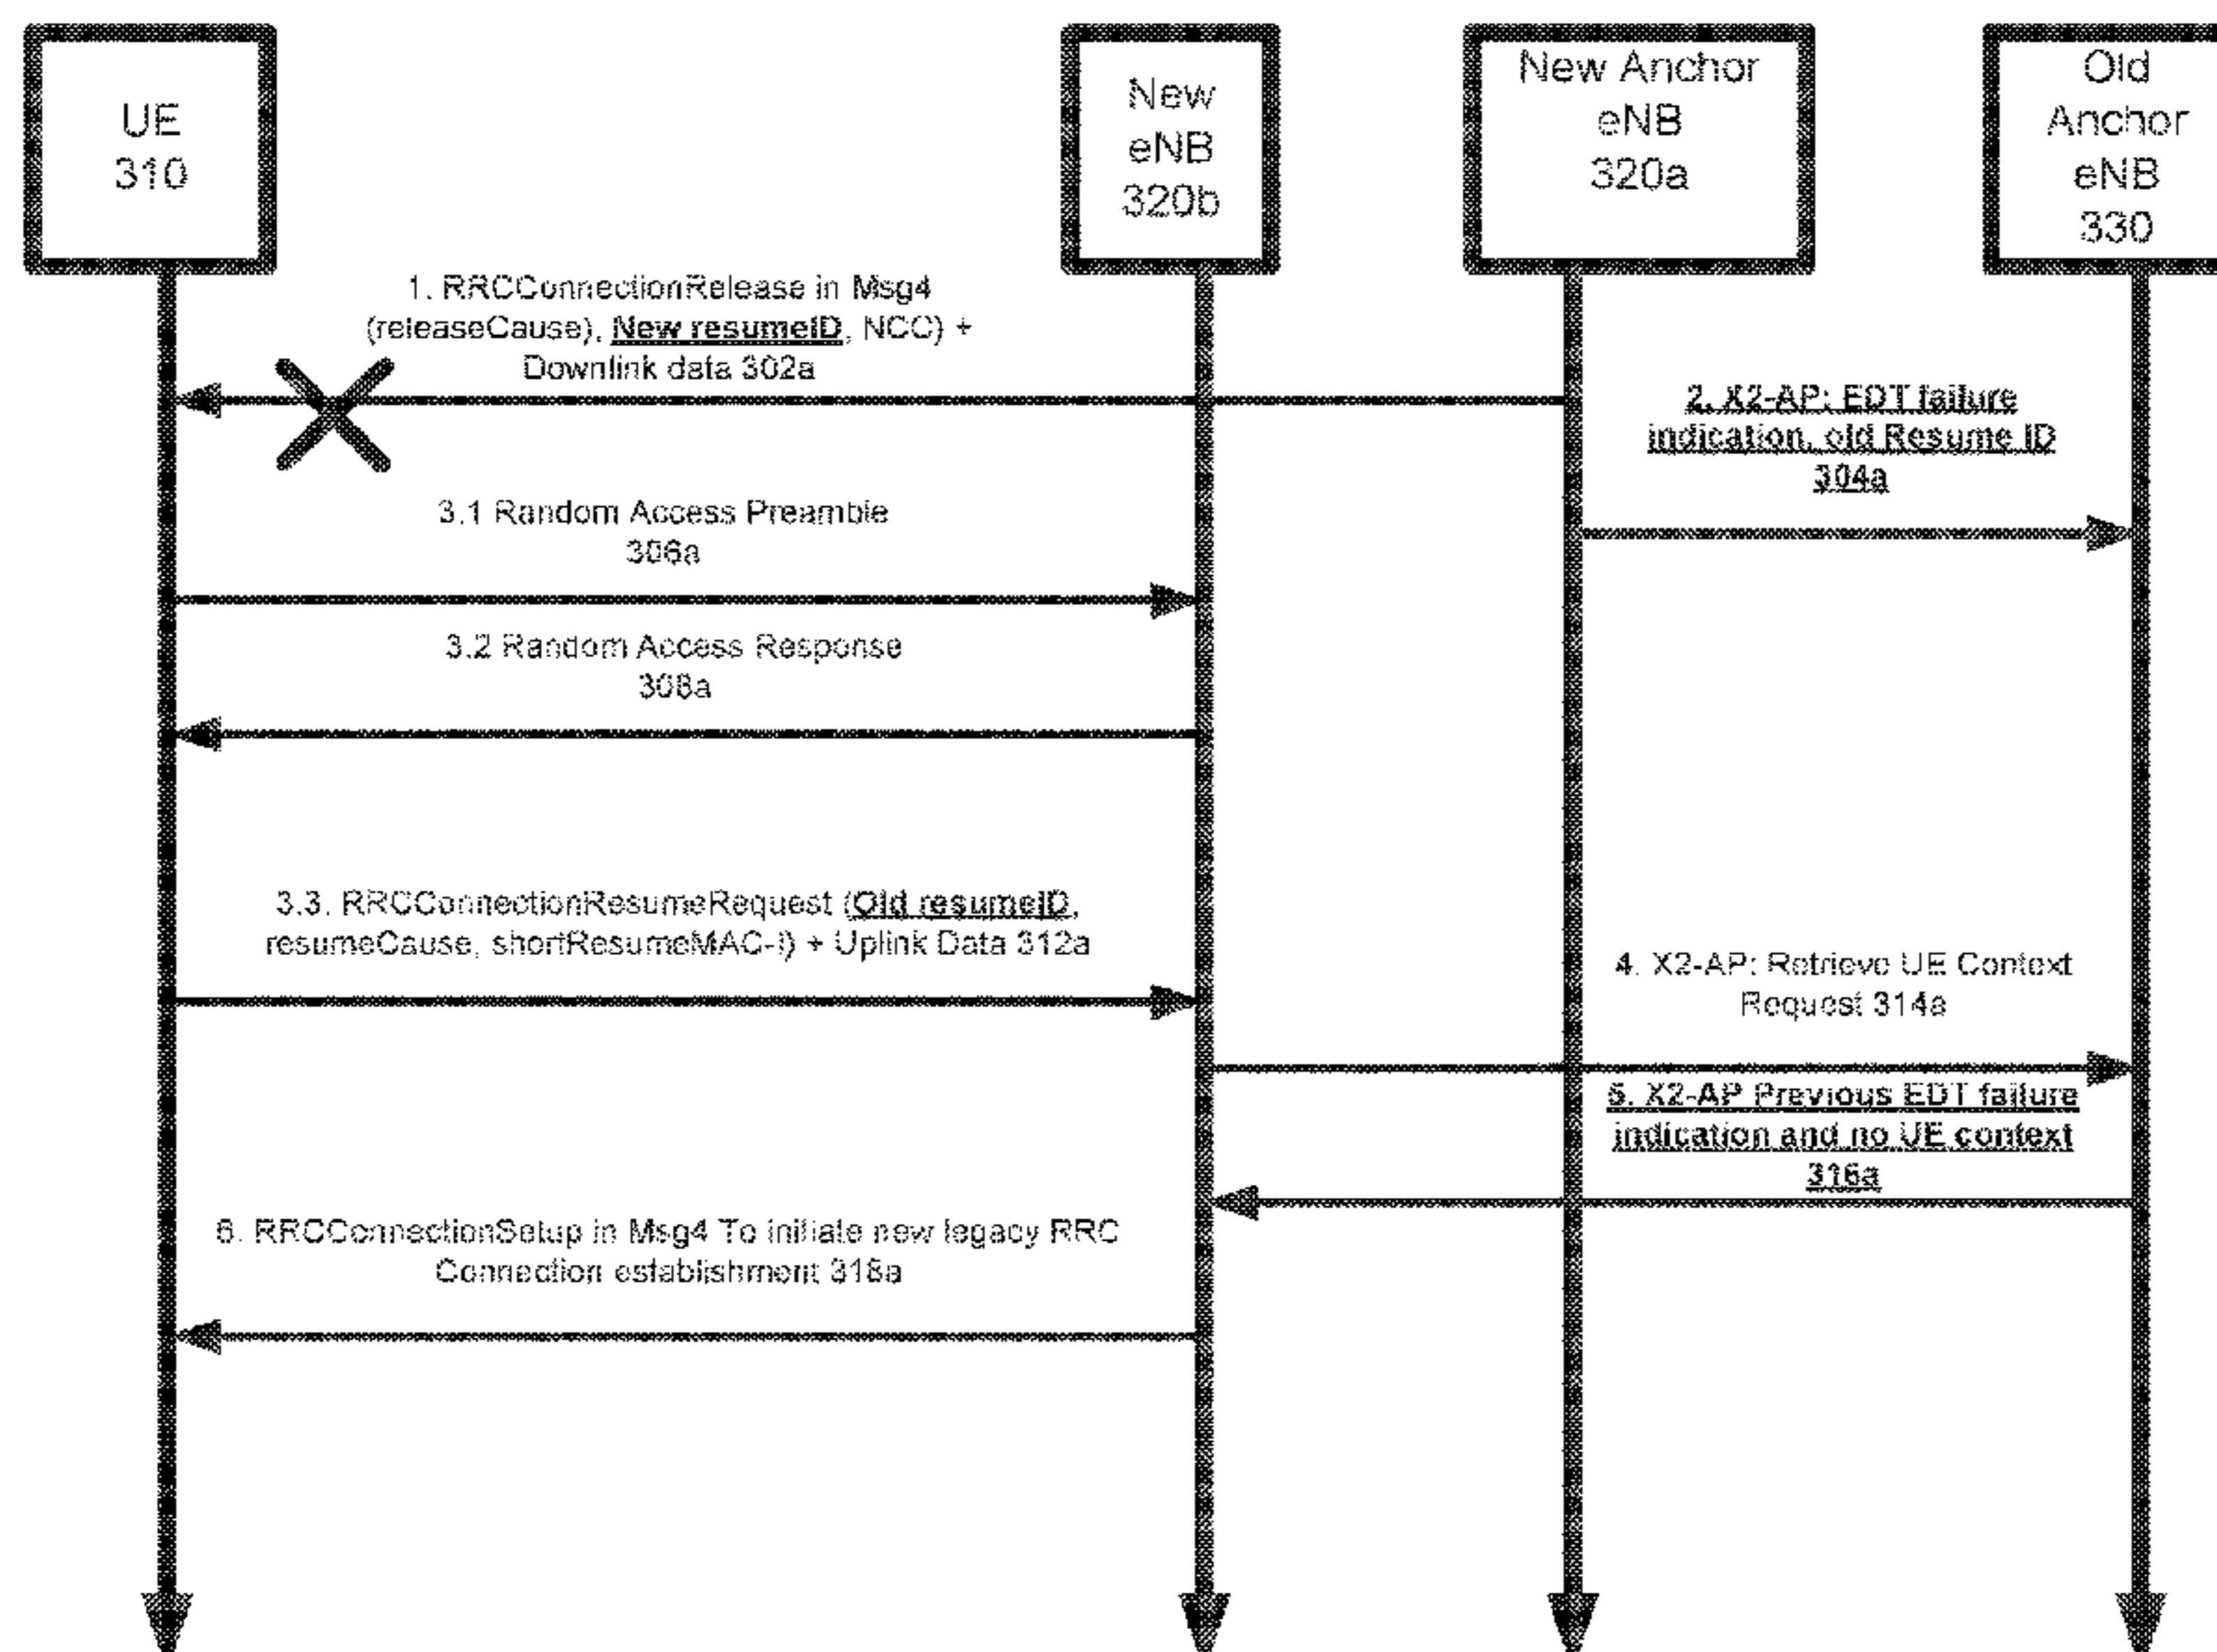 UE
310
New
eNB
320b
New Anchor
eNB
320a
Old
Anchor
eNB
330
1. RRCConnectionRelease in Msg4
(releaseCause), New resumeID, NCC) +
Downlink data 302a
2. X2-AP: EDT failure
indication, old Resume ID
304a
3.1 Random Access Preamble
306a
3.2 Random Access Response
308a
3.3. RRCConnectionResumeRequest (Old resumeID,
resumeCause, shortResumeMAC-I) + Uplink Data 312a
4. X2-AP: Retrieve UE Context
Request 314a
5. X2-AP Previous EDT failure
indication and no UE context
316a
6. RRCConnectionSetup in Msg4 To initiate new legacy RRC
Connection establishment 318a